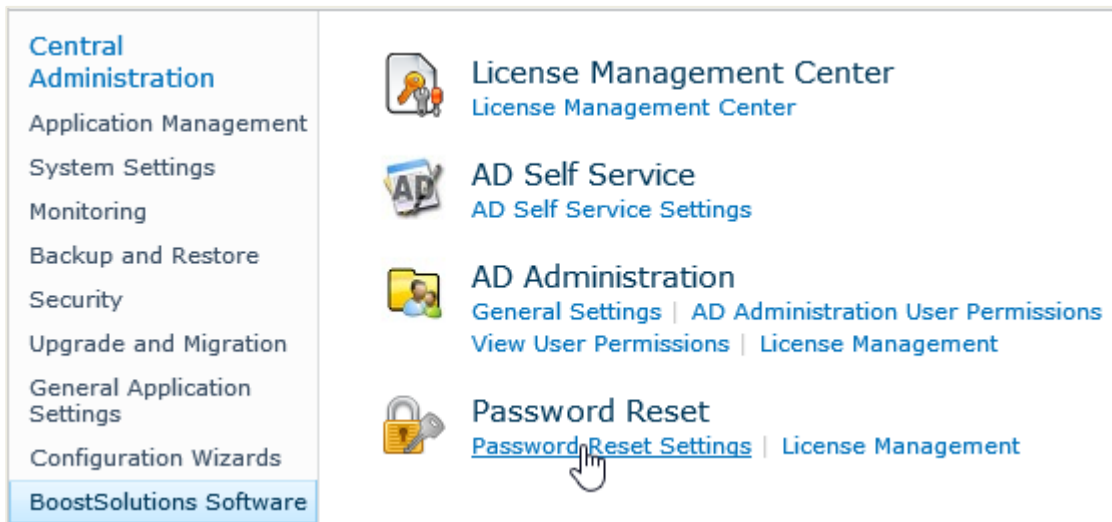 Central
Administration
Application Management
System Settings
Monitoring
Backup and Restore
Security
Upgrade and Migration
General Application
Settings
Configuration Wizards
BoostSolutions Software
License Management Center
License Management Center
AD
AD Self Service
AD Self Service Settings
AD Administration
General Settings | AD Administration User Permissions
View User Permissions | License Management
Password Reset
Password Reset Settings | License Management